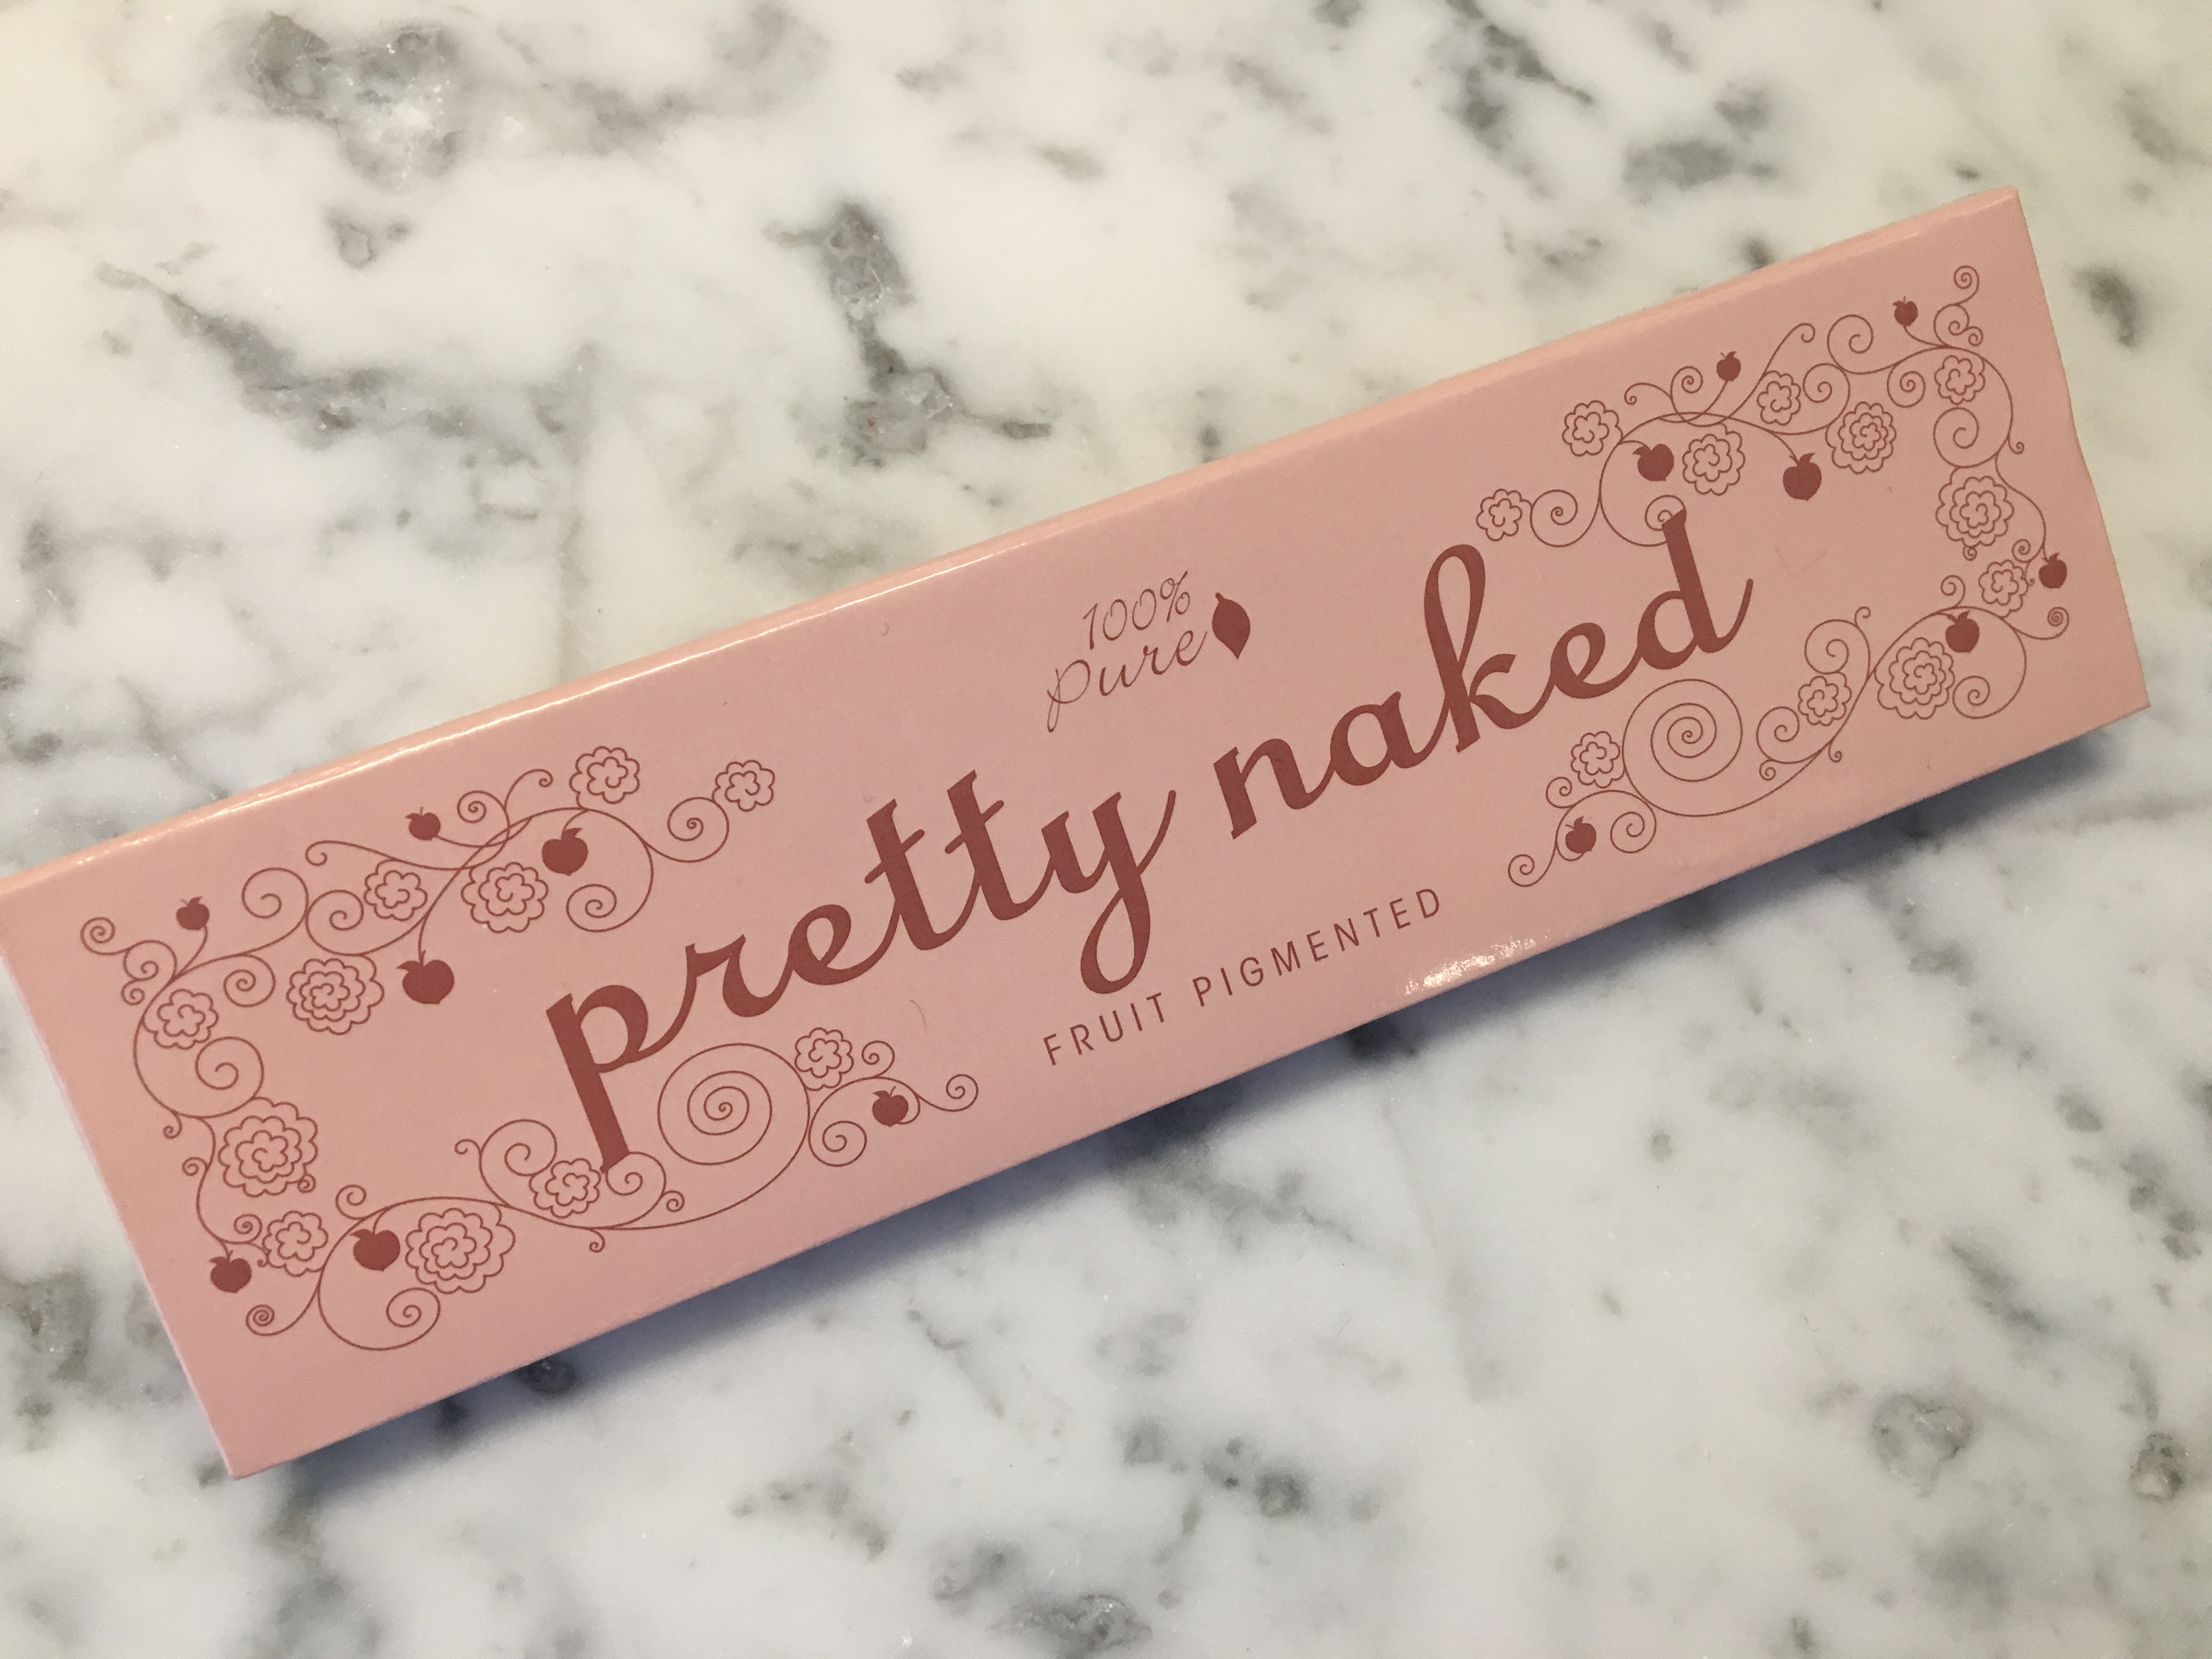 100%
Pure
pretty naked
FRUIT PIGMENTED